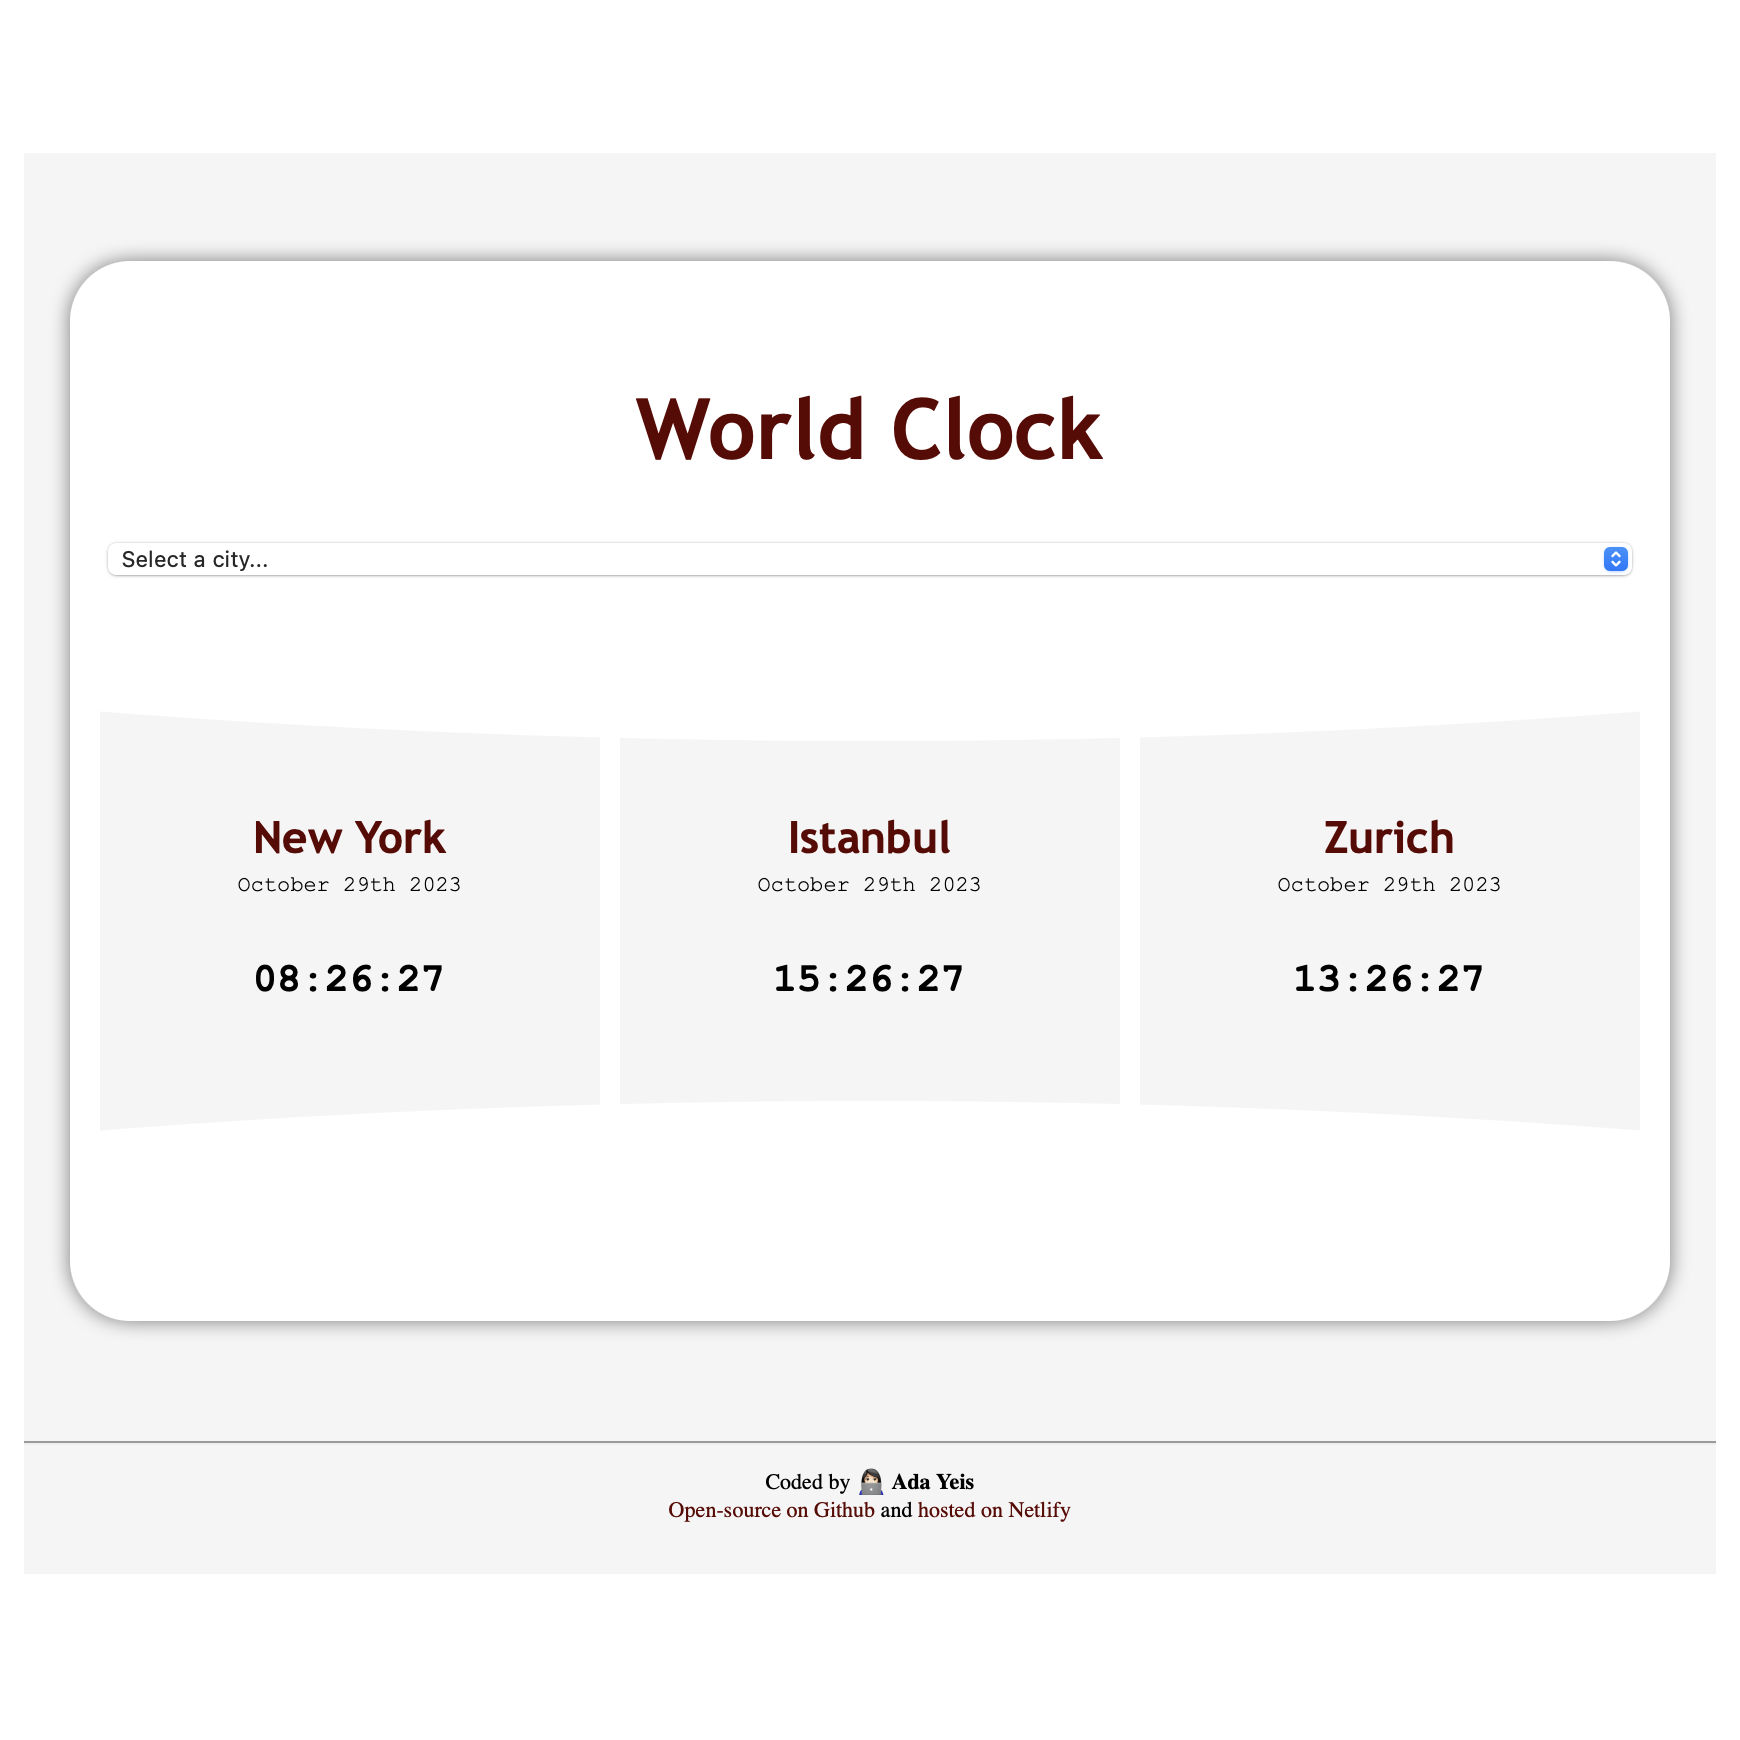 World Clock
Select a city...
New York
October 29th 2023
08:26:27
Istanbul
October 29th 2023
15:26:27
Zurich
October 29th 2023
13:26:27
Coded by 👩🏻‍💻 Ada Yeis
Open-source on Github and hosted on Netlify